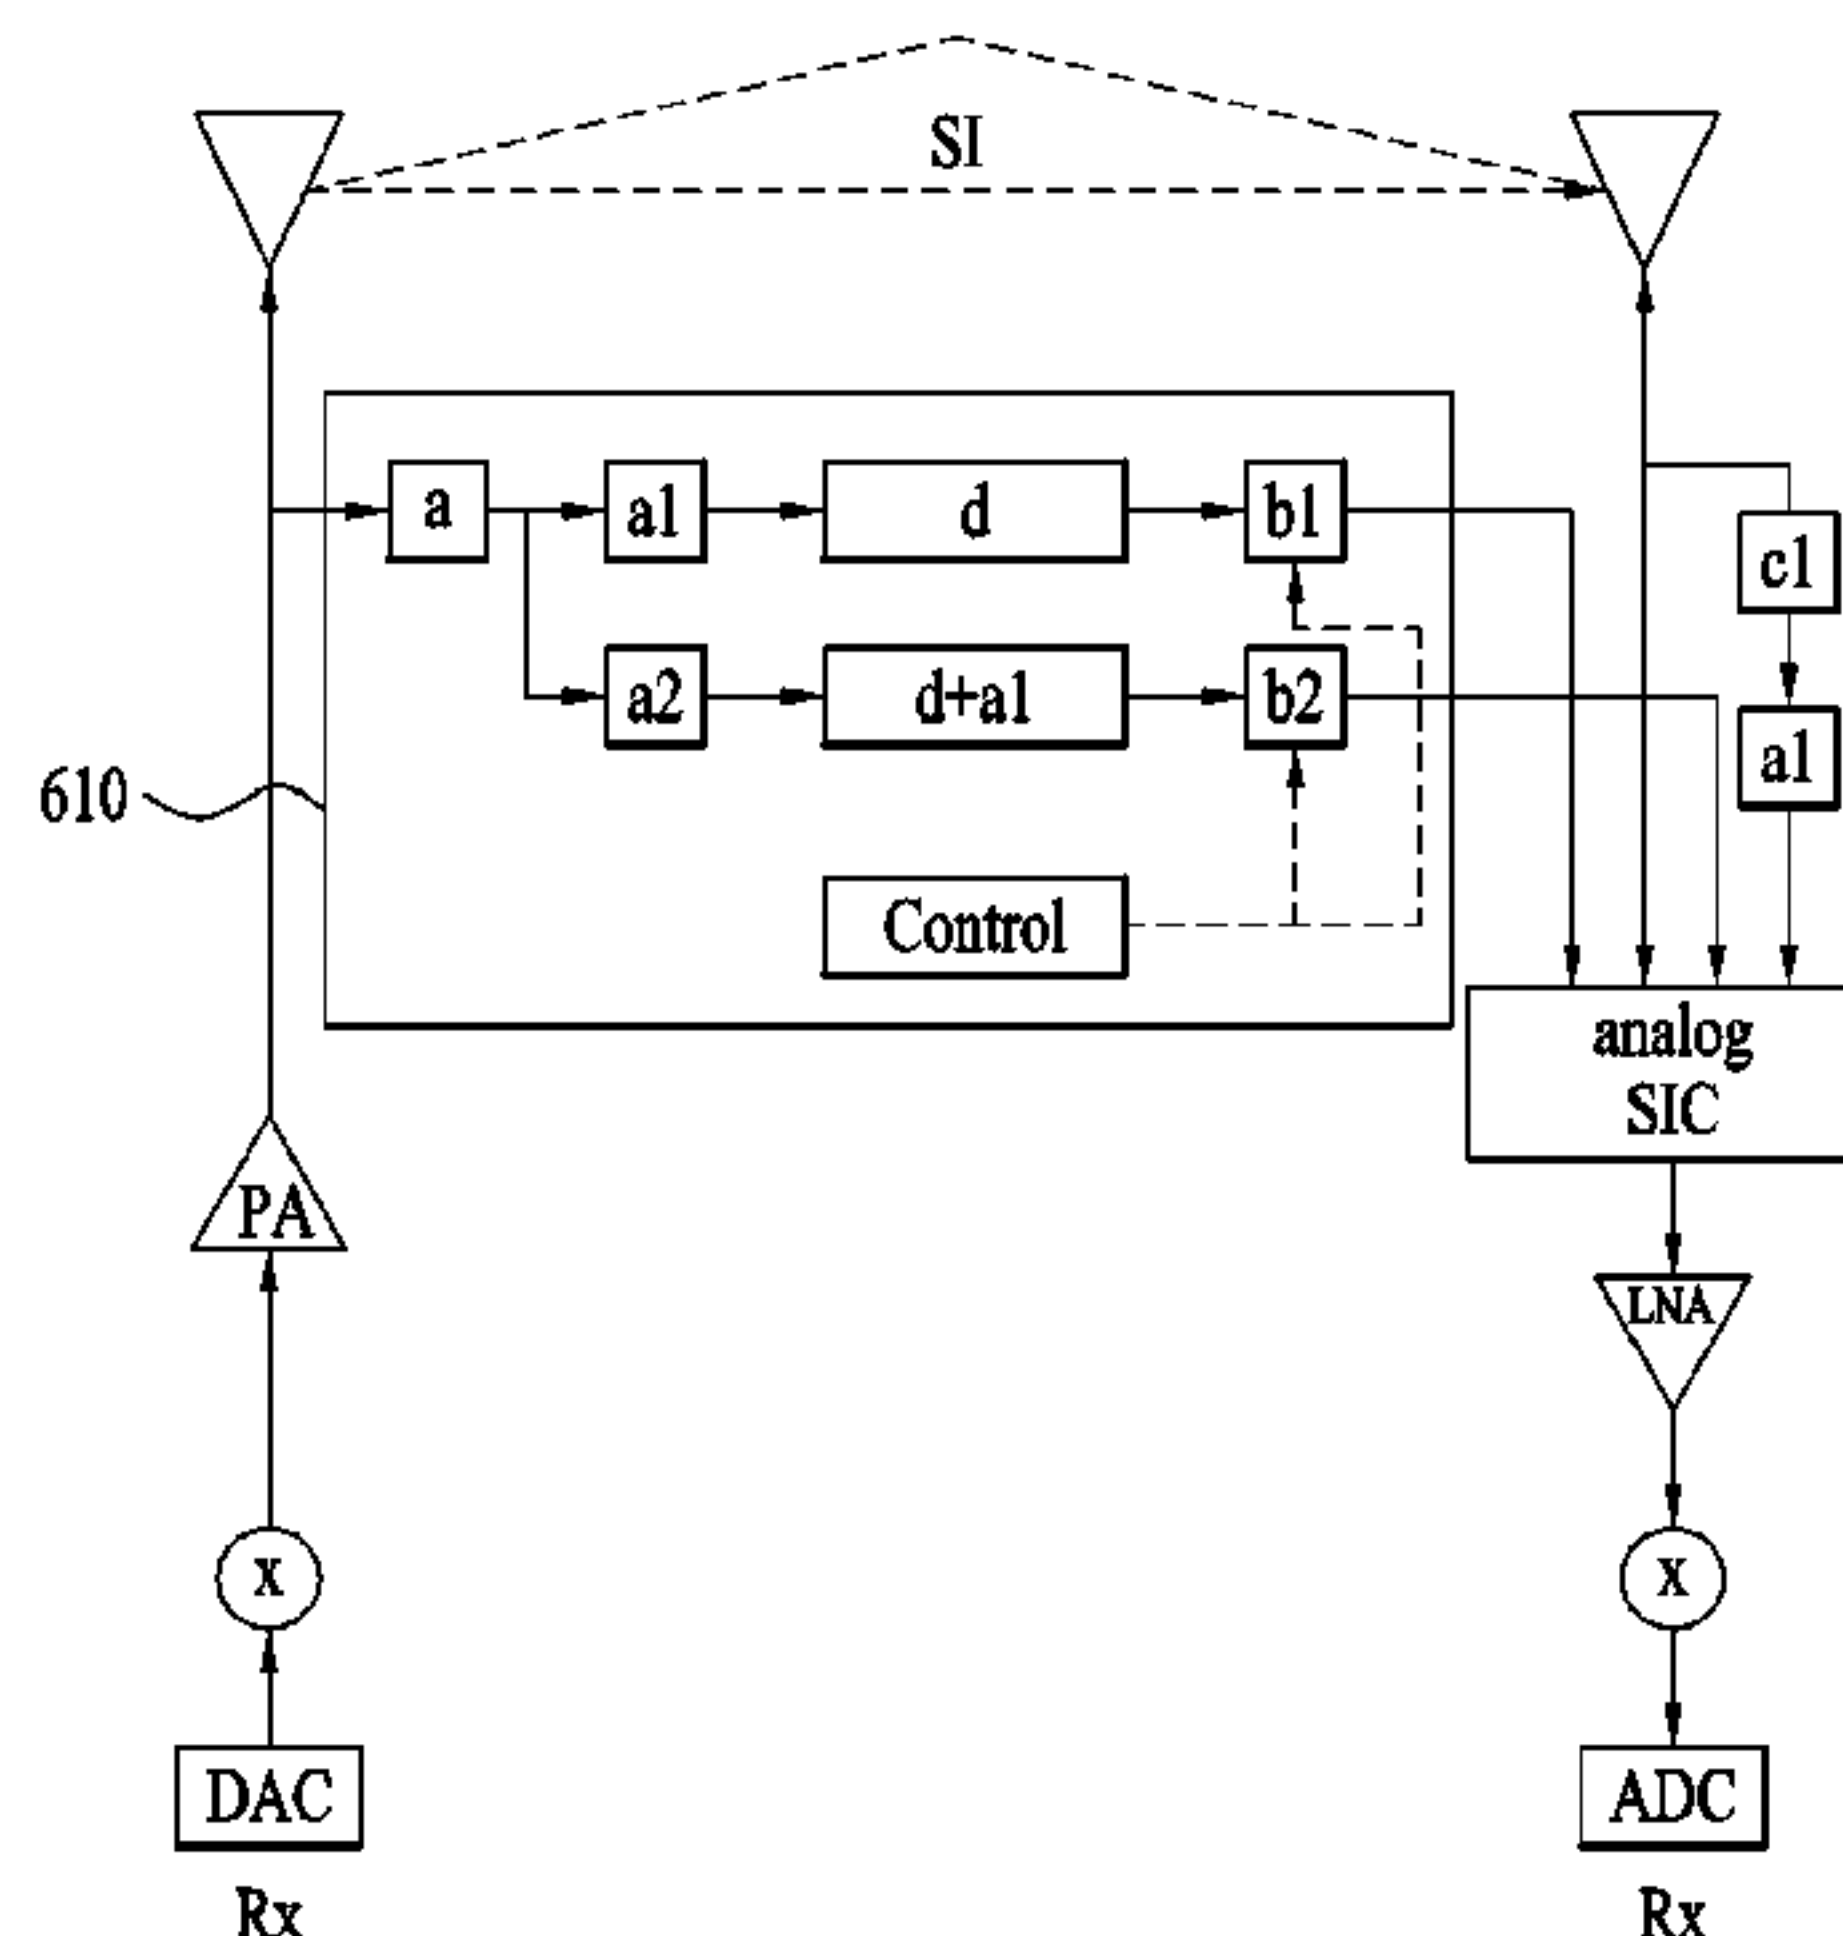 SI
a
a1
d
b1
c1
a2
d+a1
b2
a1
610
Control
analog
SIC
PA
LNA
X
X
DAC
ADC
Rx
Rx